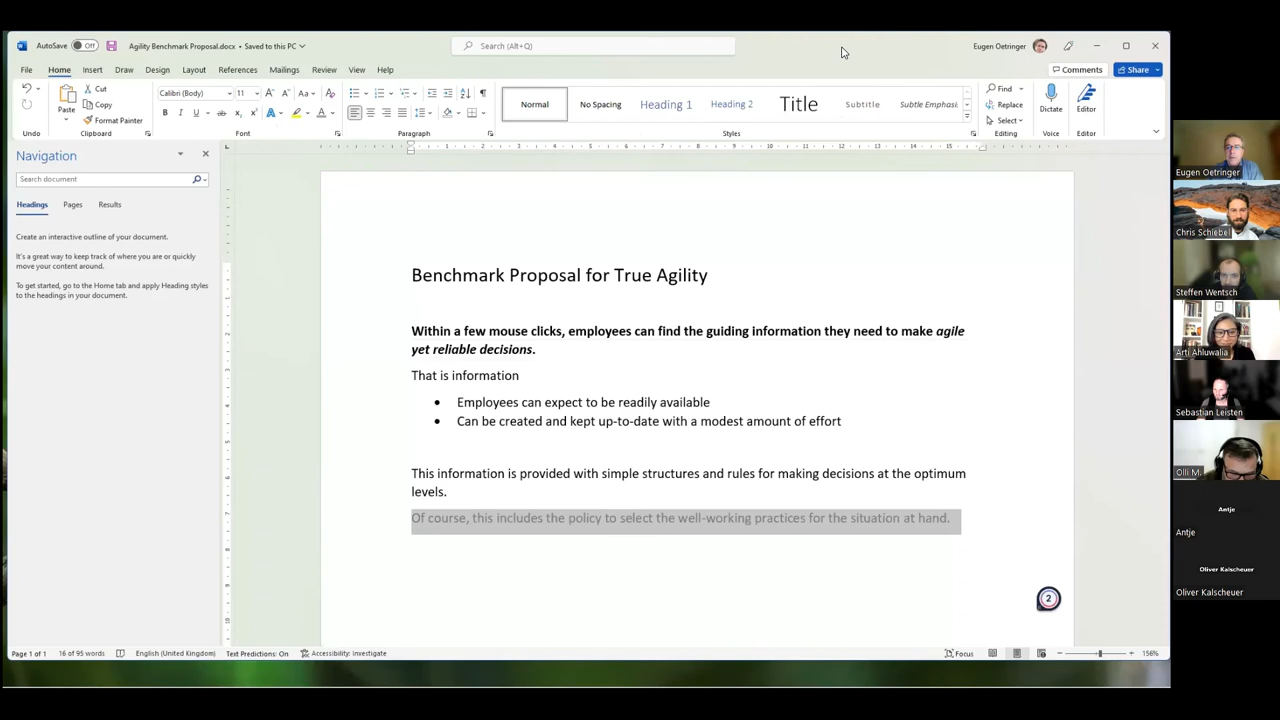 AutoSave Off Agility Benchmark Proposal.docx • Saved to this PC Search (Alt+Q) Eugen Oetringer
File Home Insert Draw Design Layout References Mailings Review View Help Comments Share
Paste
Cut
Copy
Format Painter
Calibri (Body) 11
Normal No Spacing Heading 1 Heading 2 Title Subtitle Subtle Emphasi...
Find
Replace
Select
Dictate
Editor
Undo Clipboard Font Paragraph Styles Editing Voice Editor
Navigation
Search document
Headings Pages Results
Create an interactive outline of your document.
It's a great way to keep track of where you are or quickly
move your content around.
To get started, go to the Home tab and apply Heading styles
to the headings in your document.
Benchmark Proposal for True Agility
Within a few mouse clicks, employees can find the guiding information they need to make agile
yet reliable decisions.
That is information
• Employees can expect to be readily available
• Can be created and kept up-to-date with a modest amount of effort
This information is provided with simple structures and rules for making decisions at the optimum
levels.
Of course, this includes the policy to select the well-working practices for the situation at hand.
2
Page 1 of 1 16 of 95 words English (United Kingdom) Text Predictions: On Accessibility: Investigate Focus 156%
Eugen Oetringer
Chris Schiebel
Steffen Wentsch
Arti Ahluwalia
Sebastian Leisten
Olli M.
Antje
Antje
Oliver Kalscheuer
Oliver Kalscheuer